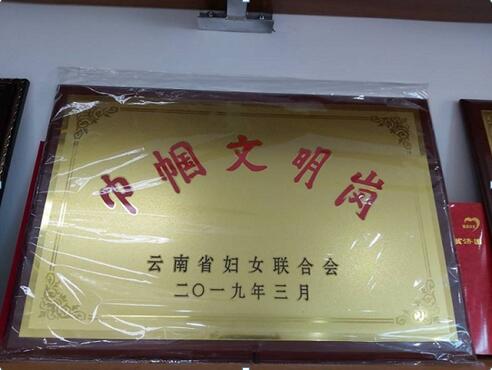 巾帼文明岗
云南省妇女联合会
二〇一九年三月